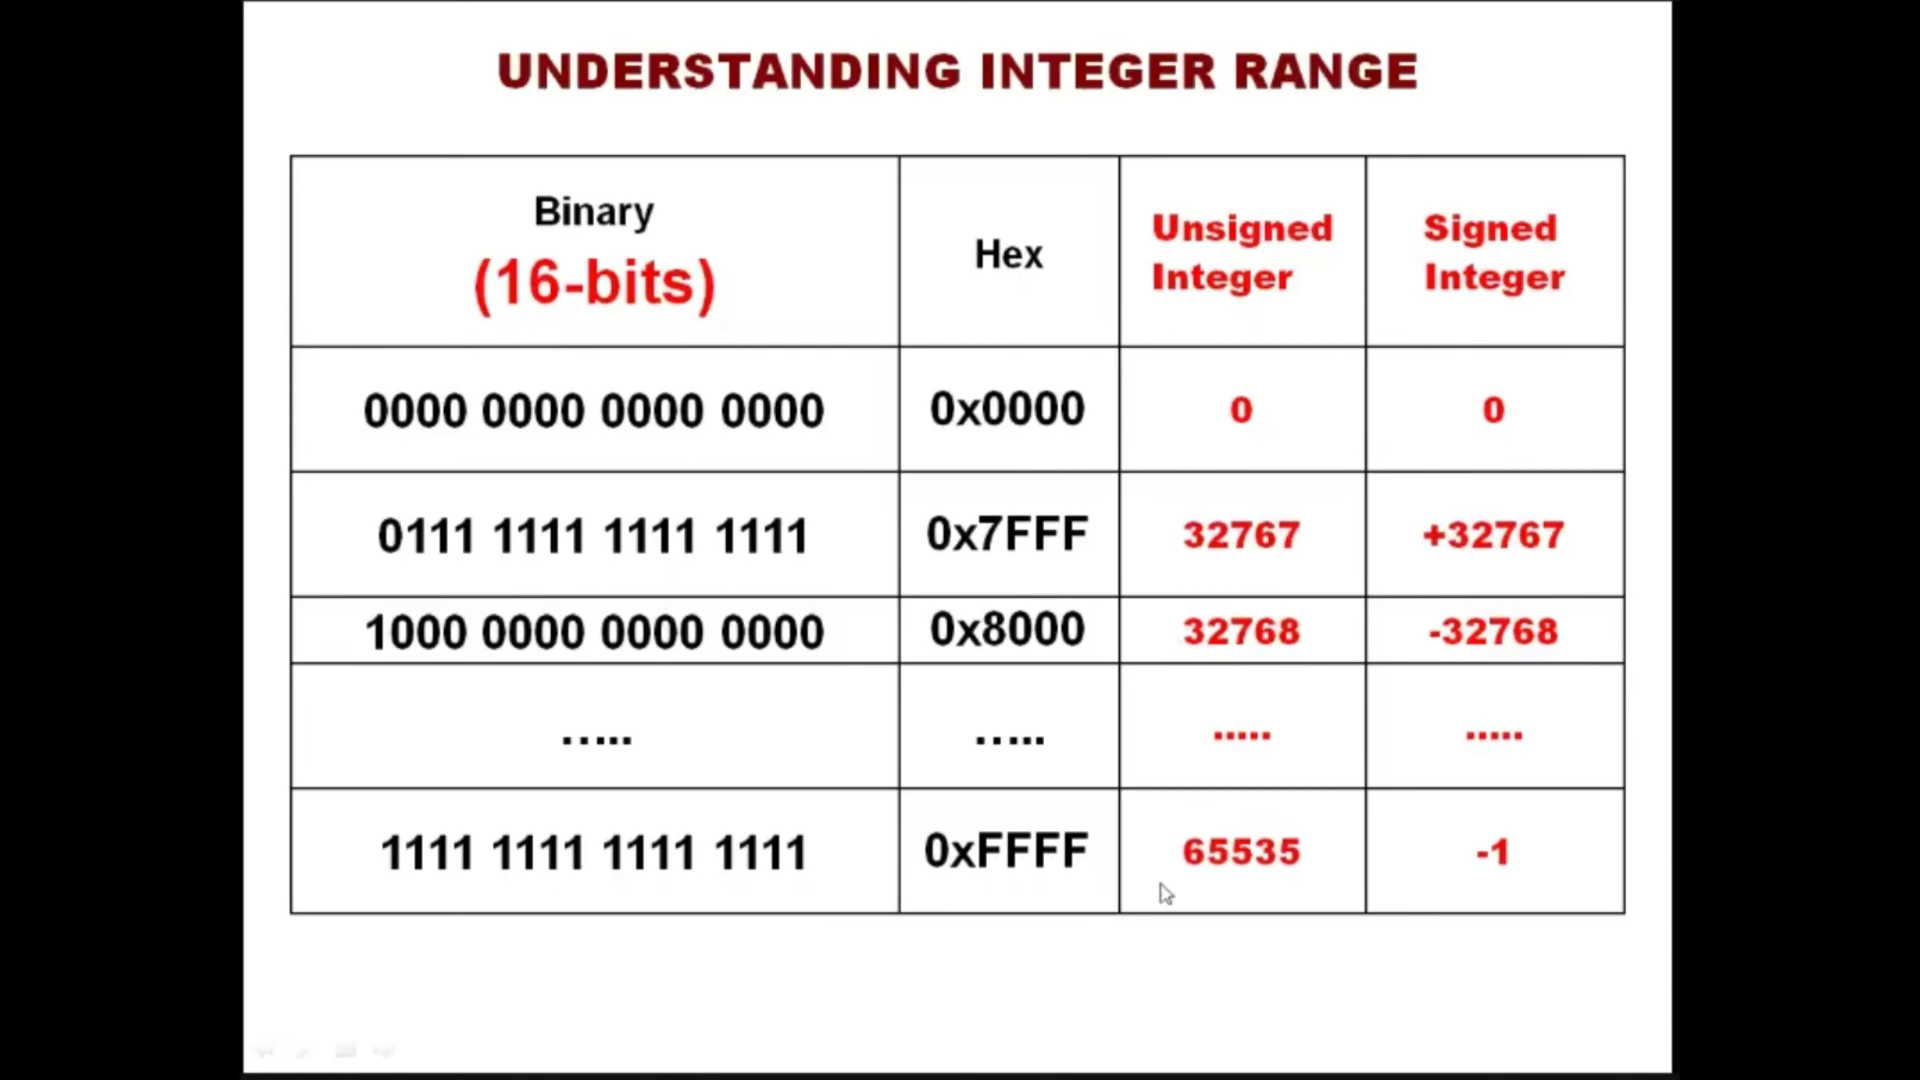 UNDERSTANDING INTEGER RANGE
Binary
(16-bits)
Hex
Unsigned
Integer
Signed
Integer
0000 0000 0000 0000 0x0000 0 0
0111 1111 1111 1111 0x7FFF 32767 +32767
1000 0000 0000 0000 0x8000 32768 -32768
..... ..... ..... .....
1111 1111 1111 1111 0xFFFF 65535 -1